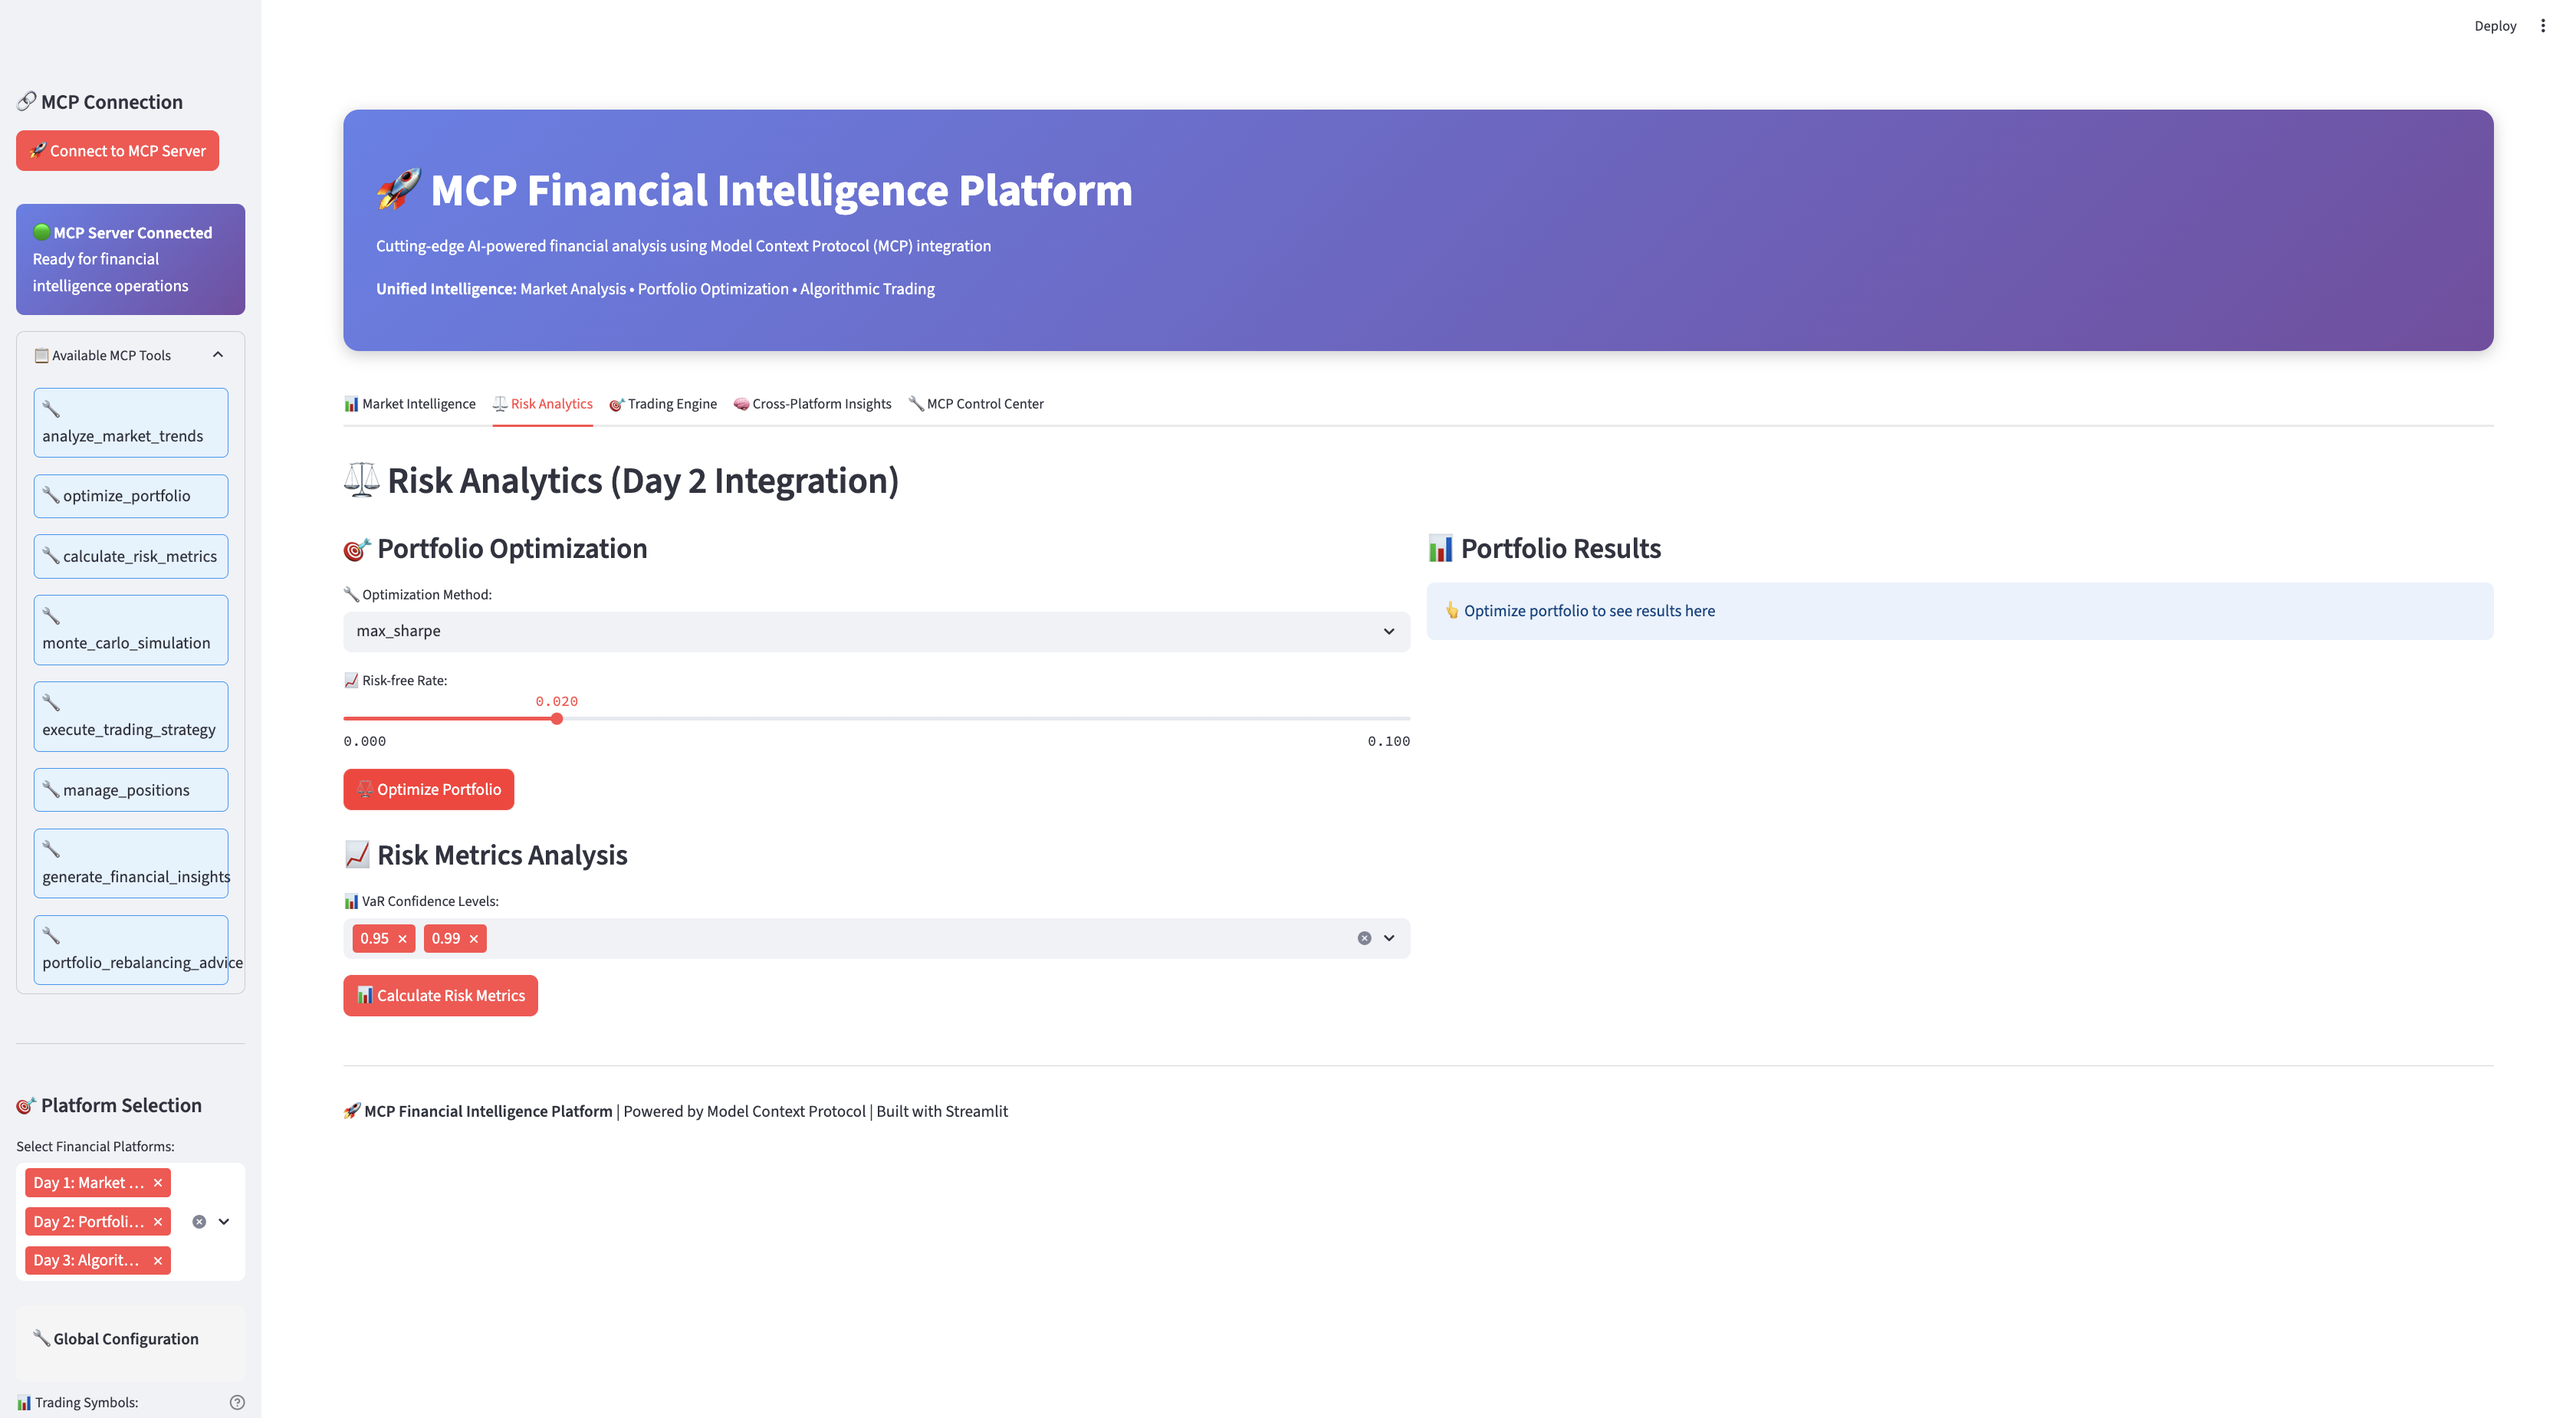 Deploy
🔗 MCP Connection
🚀 Connect to MCP Server
🟢 MCP Server Connected
Ready for financial
intelligence operations
📋 Available MCP Tools
🔧
analyze_market_trends
🔧 optimize_portfolio
🔧 calculate_risk_metrics
🔧
monte_carlo_simulation
🔧
execute_trading_strategy
🔧 manage_positions
🔧
generate_financial_insights
🔧
portfolio_rebalancing_advice
🎯 Platform Selection
Select Financial Platforms:
Day 1: Market ... ×
Day 2: Portfoli... ×
Day 3: Algorit... ×
🔧 Global Configuration
📊 Trading Symbols:
🚀 MCP Financial Intelligence Platform
Cutting-edge AI-powered financial analysis using Model Context Protocol (MCP) integration
Unified Intelligence: Market Analysis • Portfolio Optimization • Algorithmic Trading
📊 Market Intelligence ⚖️ Risk Analytics 🎯 Trading Engine 🧠 Cross-Platform Insights 🔧 MCP Control Center
⚖️ Risk Analytics (Day 2 Integration)
🎯 Portfolio Optimization
🔧 Optimization Method:
max_sharpe
📈 Risk-free Rate:
0.020
0.000 0.100
⚖️ Optimize Portfolio
📈 Risk Metrics Analysis
📊 VaR Confidence Levels:
0.95 × 0.99 ×
📊 Calculate Risk Metrics
📊 Portfolio Results
👆 Optimize portfolio to see results here
🚀 MCP Financial Intelligence Platform | Powered by Model Context Protocol | Built with Streamlit